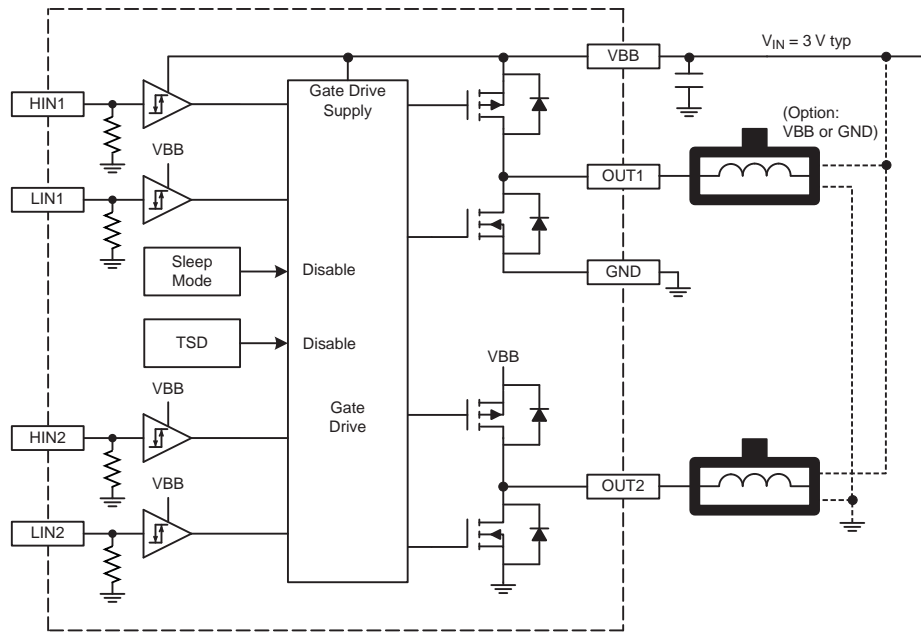 VBB
V_IN = 3 V typ
HIN1
Gate Drive
Supply
(Option:
VBB or GND)
VBB
LIN1
OUT1
Sleep
Mode
Disable
GND
TSD
Disable
VBB
VBB
Gate
Drive
HIN2
VBB
OUT2
LIN2